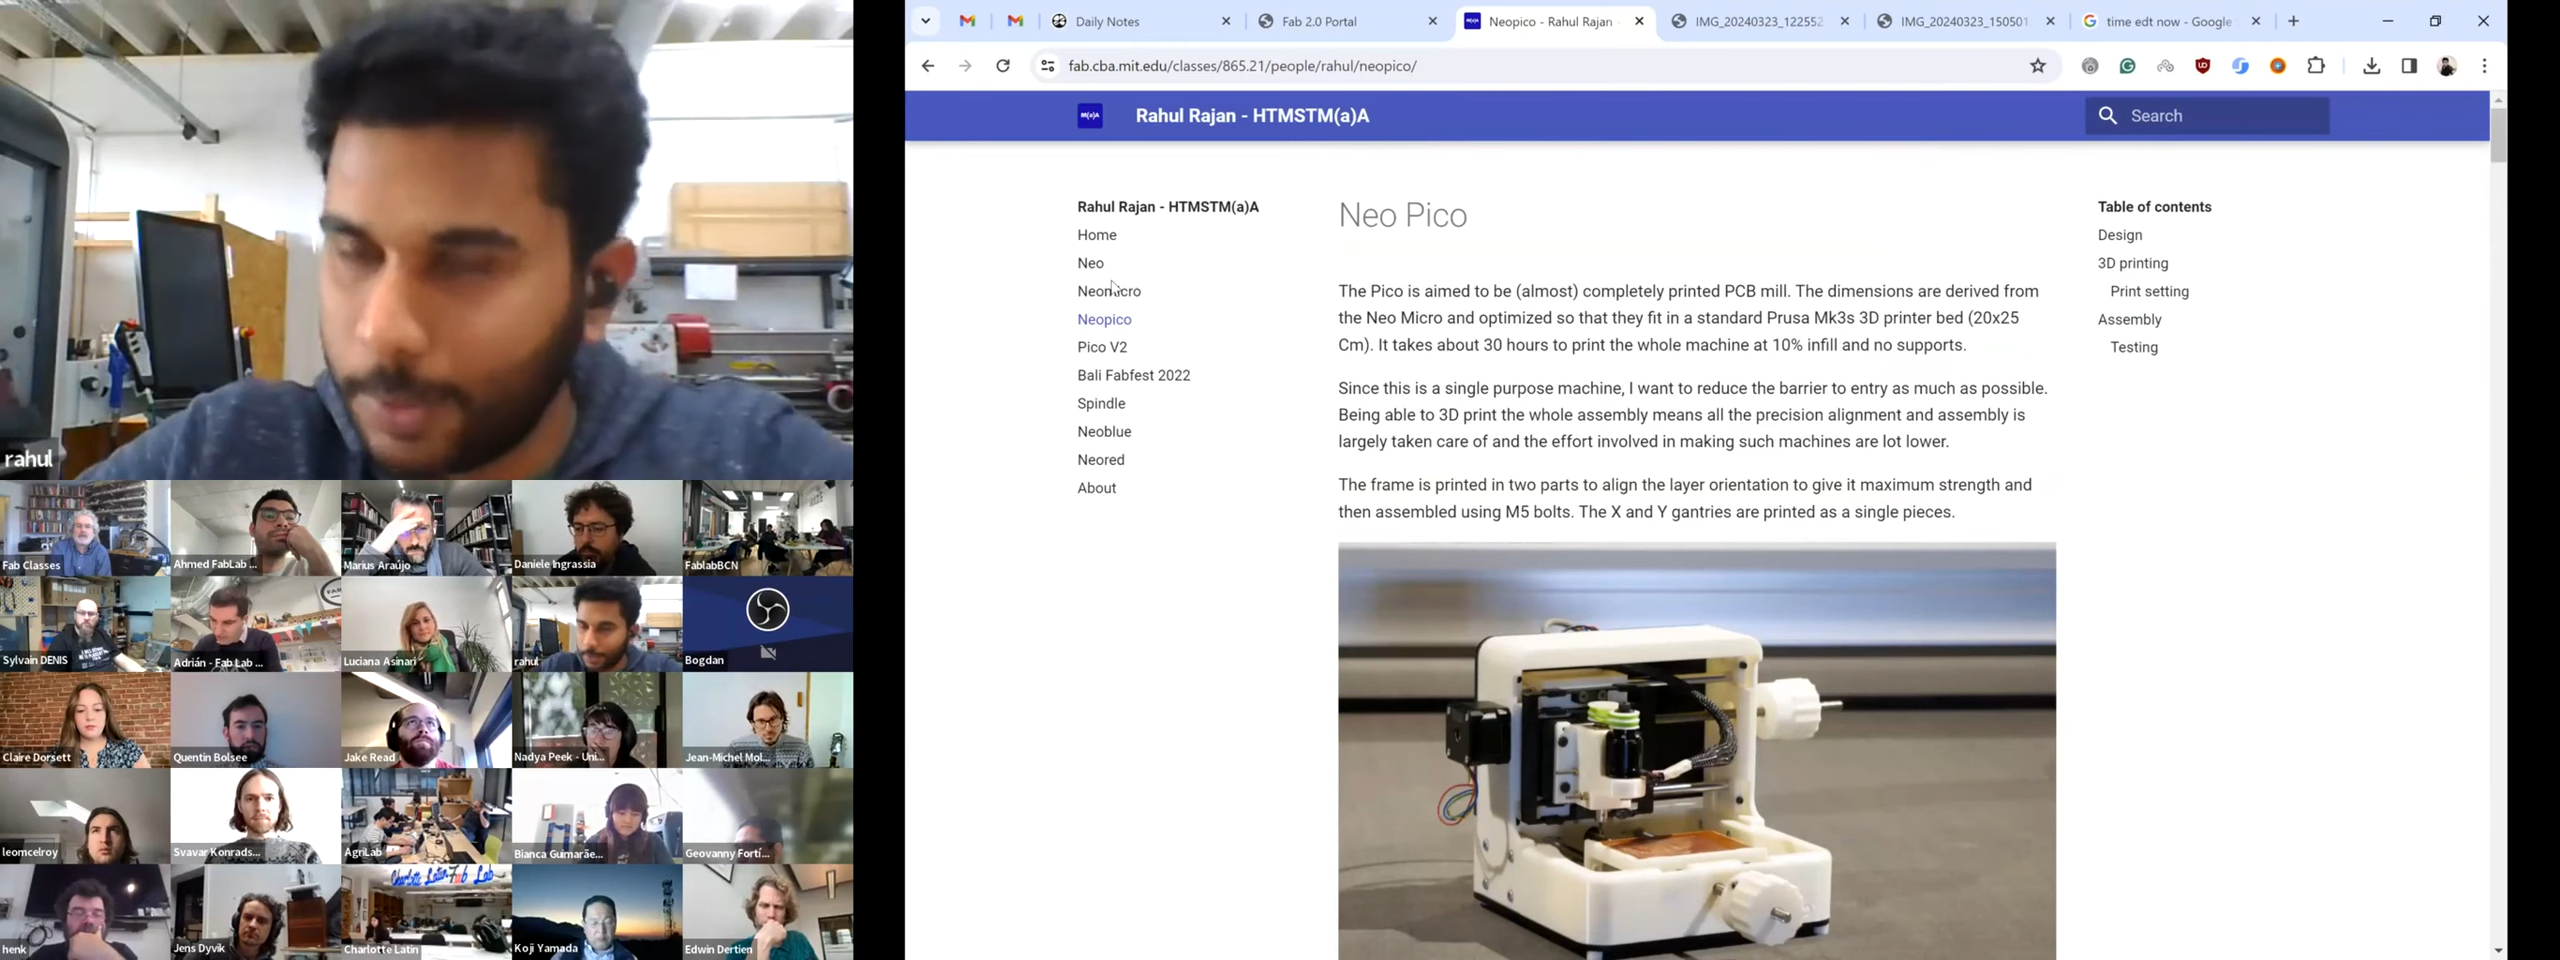 rahul
Fab Classes
Ahmed FabLab ...
Marius Araújo
Daniele Ingrassia
FablabBCN
Sylvain DENIS
Adrián - Fab Lab ...
Luciana Asinari
rahul
Bogdan
Claire Dorsett
Quentin Bolsee
Jake Read
Nadya Peek - Uni...
Jean-Michel Mol...
leomcelroy
Svavar Konrads...
AgriLab
Bianca Guimarãe...
Geovanny Fortí...
henk
Jens Dyvik
Charlotte Latin Fab Lab
Charlotte Latin
Koji Yamada
Edwin Dertien
Daily Notes
Fab 2.0 Portal
Neopico - Rahul Rajan
IMG_20240323_122552
IMG_20240323_150501
time edt now - Google
fab.cba.mit.edu/classes/865.21/people/rahul/neopico/
M(a)A
Rahul Rajan - HTMSTM(a)A
Search
Rahul Rajan - HTMSTM(a)A
Home
Neo
Neomicro
Neopico
Pico V2
Bali Fabfest 2022
Spindle
Neoblue
Neored
About
Neo Pico
The Pico is aimed to be (almost) completely printed PCB mill. The dimensions are derived from
the Neo Micro and optimized so that they fit in a standard Prusa Mk3s 3D printer bed (20x25
Cm). It takes about 30 hours to print the whole machine at 10% infill and no supports.
Since this is a single purpose machine, I want to reduce the barrier to entry as much as possible.
Being able to 3D print the whole assembly means all the precision alignment and assembly is
largely taken care of and the effort involved in making such machines are lot lower.
The frame is printed in two parts to align the layer orientation to give it maximum strength and
then assembled using M5 bolts. The X and Y gantries are printed as a single pieces.
Table of contents
Design
3D printing
Print setting
Assembly
Testing